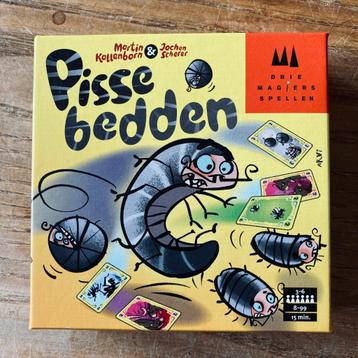 Martin Kallenborn & Jochen Scherer
Pisse
bedden
DRIE
MAGIERS
SPELLEN
3-6
8-99
15 min.